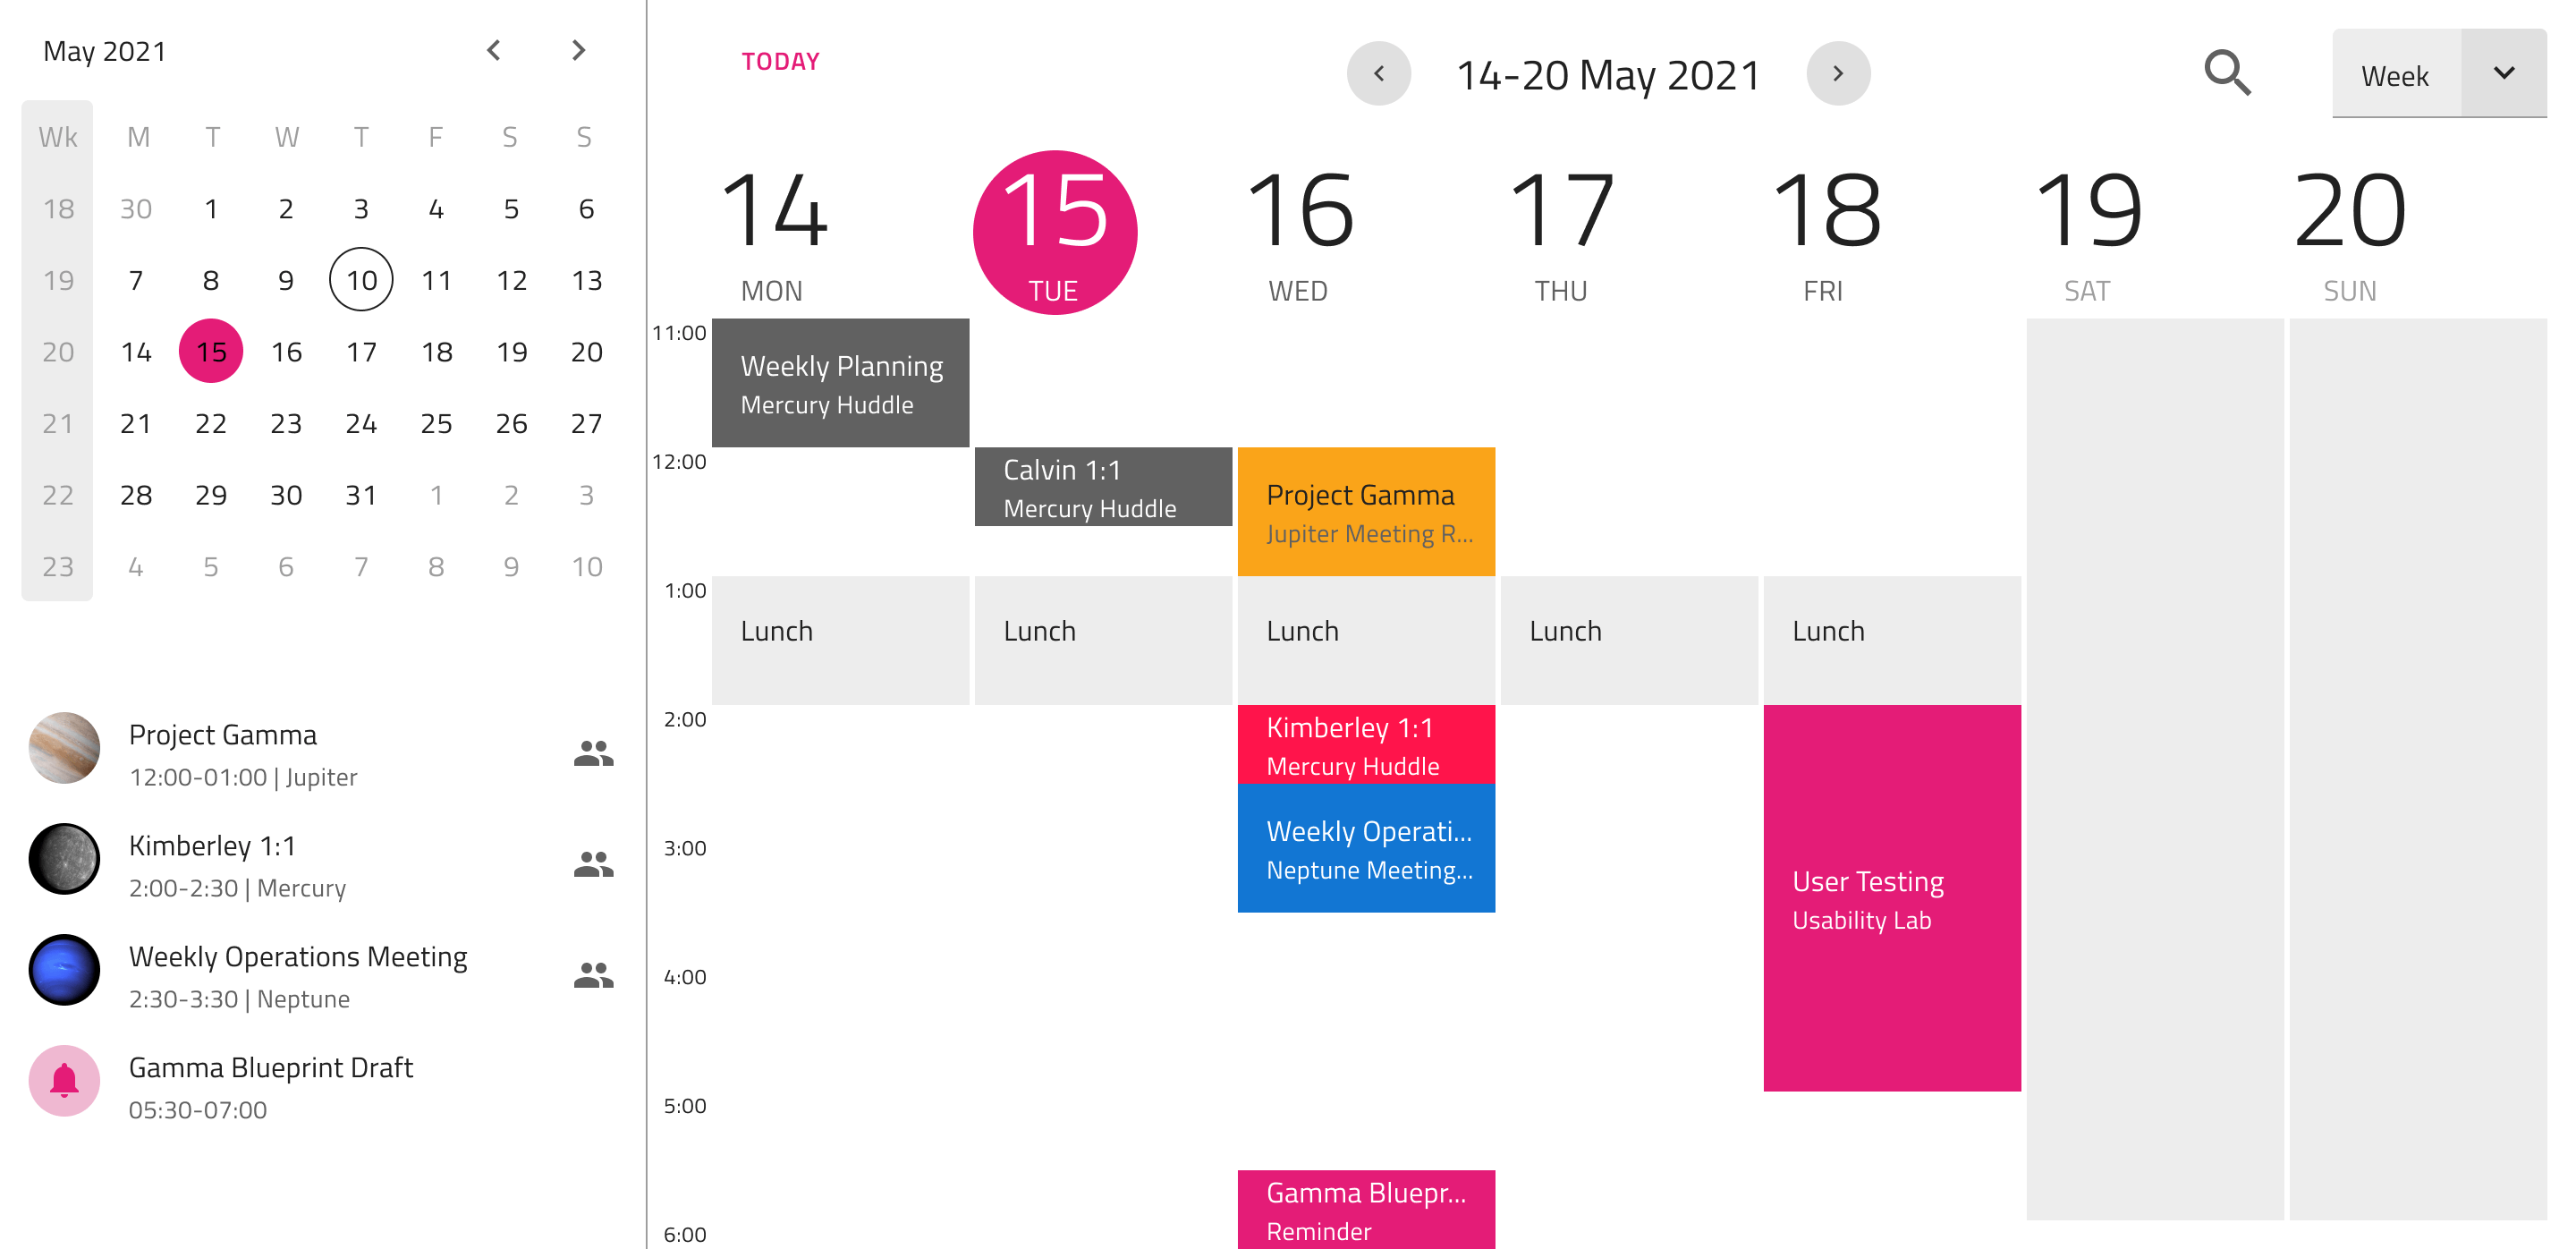 May 2021
Wk M T W T F S S
18 30 1 2 3 4 5 6
19 7 8 9 10 11 12 13
20 14 15 16 17 18 19 20
21 21 22 23 24 25 26 27
22 28 29 30 31 1 2 3
23 4 5 6 7 8 9 10
Project Gamma
12:00-01:00 | Jupiter
Kimberley 1:1
2:00-2:30 | Mercury
Weekly Operations Meeting
2:30-3:30 | Neptune
Gamma Blueprint Draft
05:30-07:00
TODAY
14-20 May 2021
Week
14 15 16 17 18 19 20
MON TUE WED THU FRI SAT SUN
11:00
Weekly Planning
Mercury Huddle
12:00
Calvin 1:1
Mercury Huddle
Project Gamma
Jupiter Meeting R...
1:00
Lunch Lunch Lunch Lunch Lunch
2:00
Kimberley 1:1
Mercury Huddle
Weekly Operati...
Neptune Meeting...
3:00
User Testing
Usability Lab
4:00
5:00
Gamma Bluepr...
Reminder
6:00